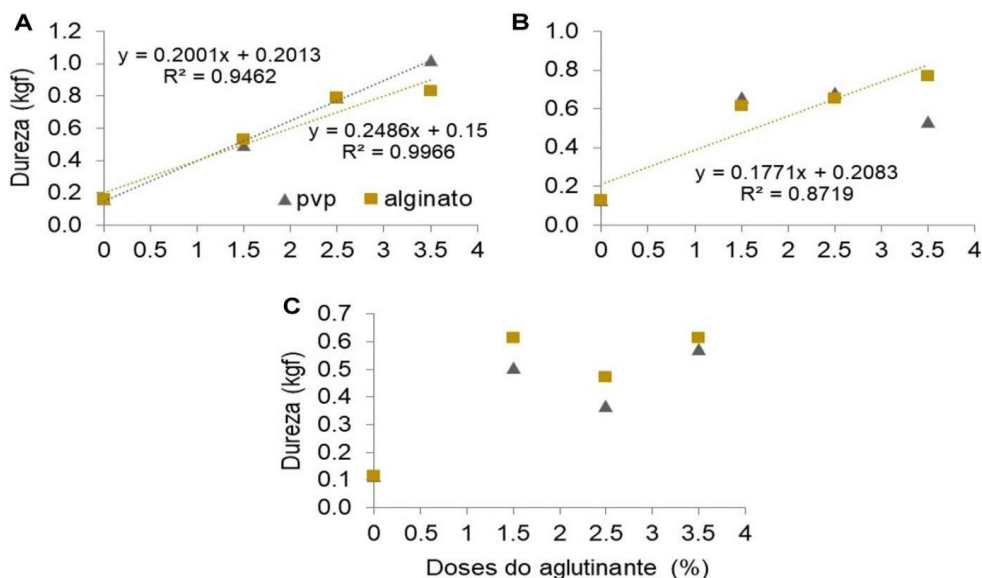 A
Dureza (kgf)
1.2
1.0
0.8
0.6
0.4
0.2
0.0
y = 0.2001x + 0.2013
R² = 0.9462
y = 0.2486x + 0.15
R² = 0.9966
pvp
alginato
0 0.5 1 1.5 2 2.5 3 3.5 4
B
1.0
0.8
0.6
0.4
0.2
0.0
y = 0.1771x + 0.2083
R² = 0.8719
0 0.5 1 1.5 2 2.5 3 3.5 4
C
Dureza (kgf)
0.7
0.6
0.5
0.4
0.3
0.2
0.1
0.0
0 0.5 1 1.5 2 2.5 3 3.5 4
Doses do aglutinante (%)